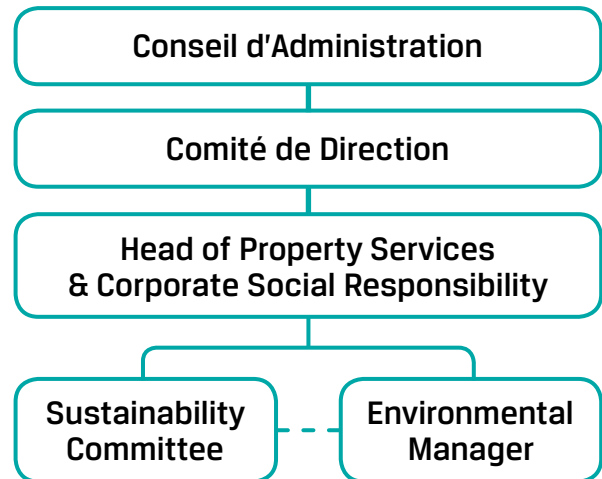 Conseil d'Administration
Comité de Direction
Head of Property Services
& Corporate Social Responsibility
Sustainability
Committee
Environmental
Manager